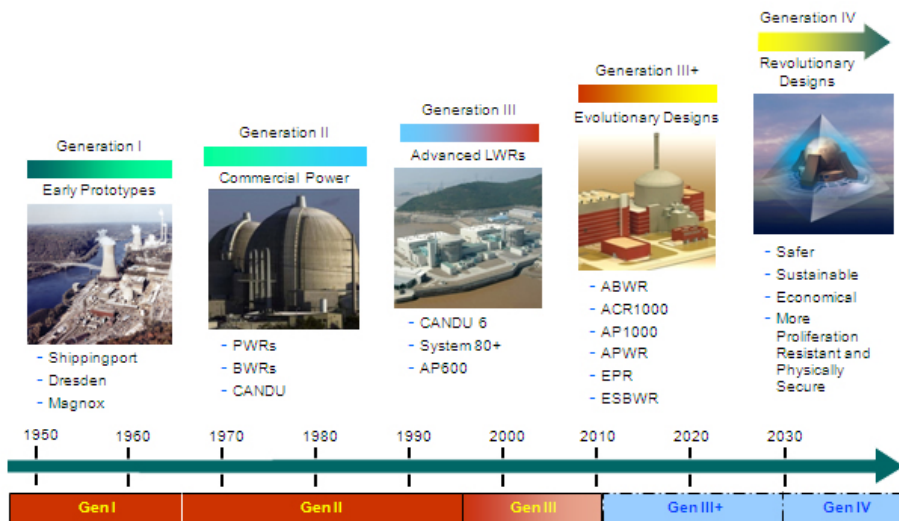 Generation I
Early Prototypes
- Shippingport
- Dresden
- Magnox
Generation II
Commercial Power
- PWRs
- BWRs
- CANDU
Generation III
Advanced LWRs
- CANDU 6
- System 80+
- AP600
Generation III+
Evolutionary Designs
- ABWR
- ACR1000
- AP1000
- APWR
- EPR
- ESBWR
Generation IV
Revolutionary
Designs
- Safer
- Sustainable
- Economical
- More
Proliferation
Resistant and
Physically
Secure
1950 1960 1970 1980 1990 2000 2010 2020 2030
Gen I Gen II Gen III Gen III+ Gen IV